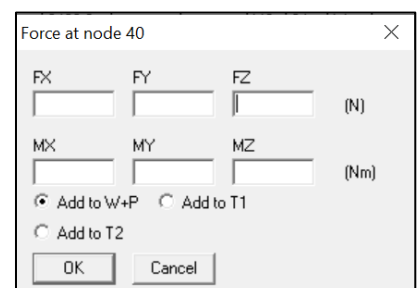 Force at node 40
FX FY FZ
(N)
MX MY MZ
(Nm)
Add to W+P Add to T1
Add to T2
OK Cancel